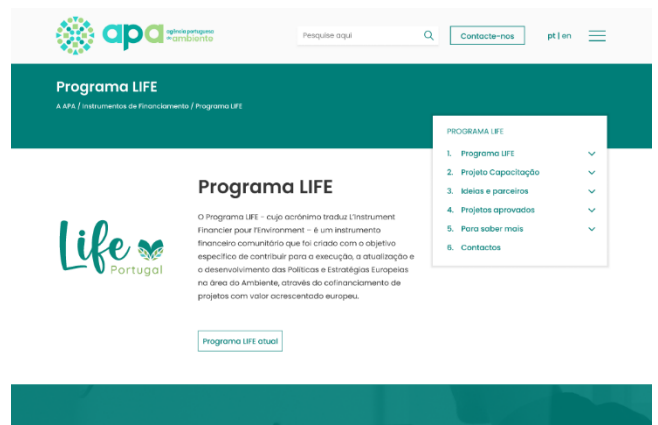 apa agência portuguesa do ambiente
Pesquise aqui
Contacte-nos
pt | en
Programa LIFE
A APA / Instrumentos de Financiamento / Programa LIFE
PROGRAMA LIFE
1. Programa LIFE
2. Projeto Capacitação
3. Ideias e parceiros
4. Projetos aprovados
5. Para saber mais
6. Contactos
Life
Portugal
Programa LIFE
O Programa LIFE - cujo acrónimo traduz L'Instrument
Financier pour l'Environment – é um instrumento
financeiro comunitário que foi criado com o objetivo
específico de contribuir para a execução, a atualização e
o desenvolvimento das Políticas e Estratégias Europeias
na área do Ambiente, através do cofinanciamento de
projetos com valor acrescentado europeu.
Programa LIFE atual